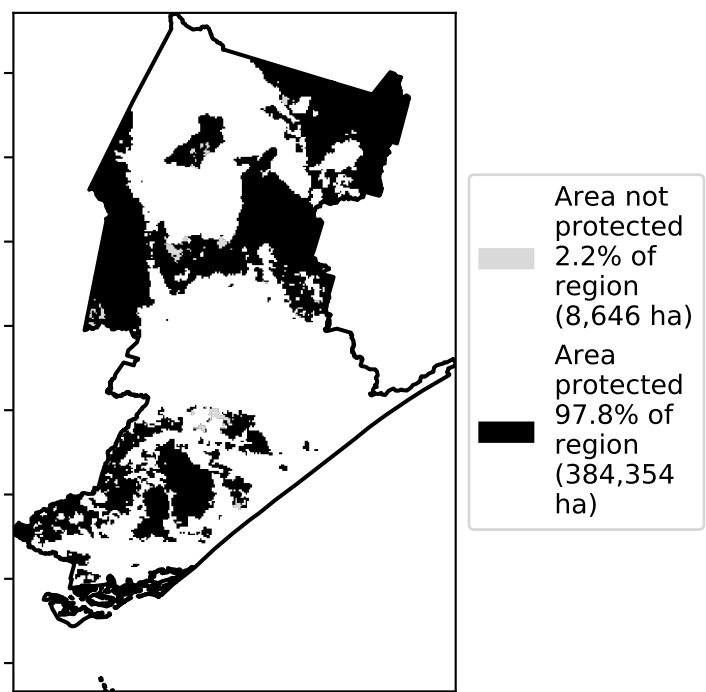 Area not
protected
2.2% of
region
(8,646 ha)
Area
protected
97.8% of
region
(384,354
ha)